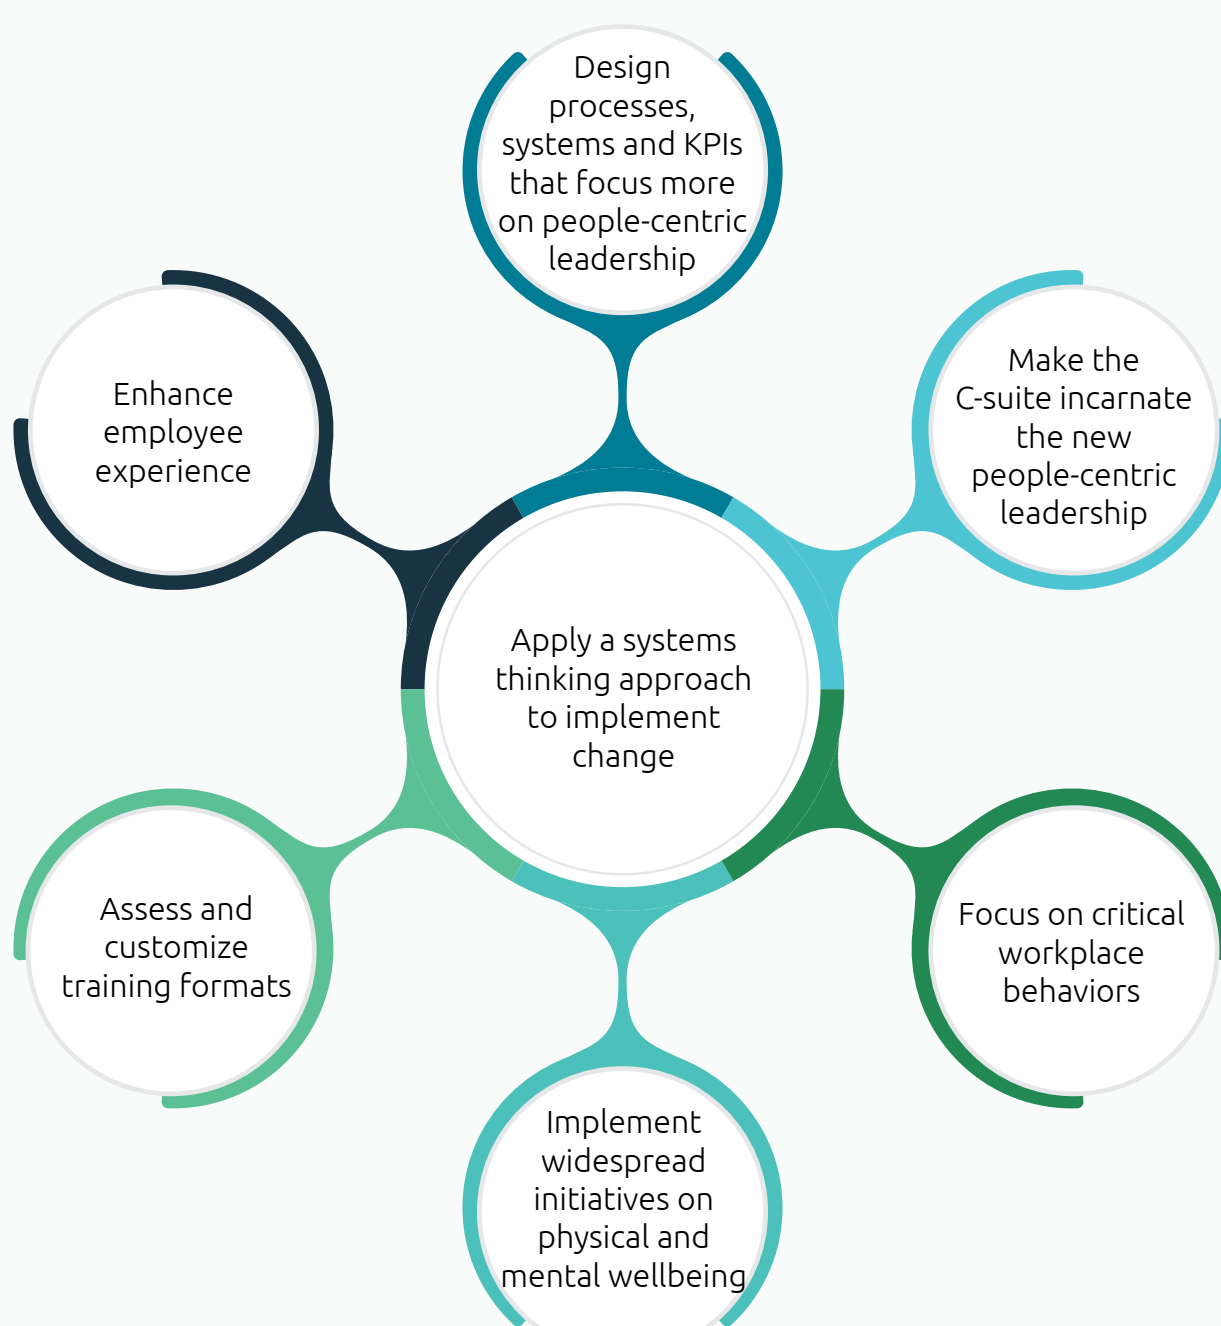 Design
processes,
systems and KPIs
that focus more
on people-centric
leadership
Enhance
employee
experience
Make the
C-suite incarnate
the new
people-centric
leadership
Apply a systems
thinking approach
to implement
change
Assess and
customize
training formats
Focus on critical
workplace
behaviors
Implement
widespread
initiatives on
physical and
mental wellbeing